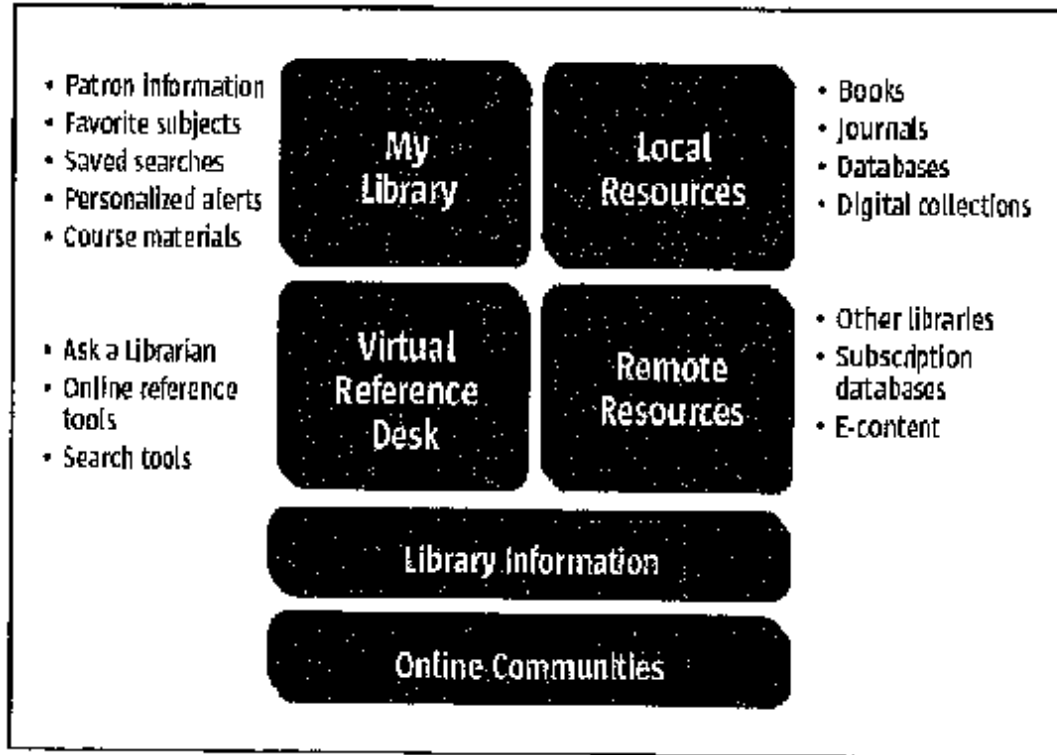 • Patron information
• Favorite subjects
• Saved searches
• Personalized alerts
• Course materials
My
Library
Local
Resources
• Books
• Journals
• Databases
• Digital collections
• Ask a Librarian
• Online reference
tools
• Search tools
Virtual
Reference
Desk
Remote
Resources
• Other libraries
• Subscription
databases
• E-content
Library Information
Online Communities